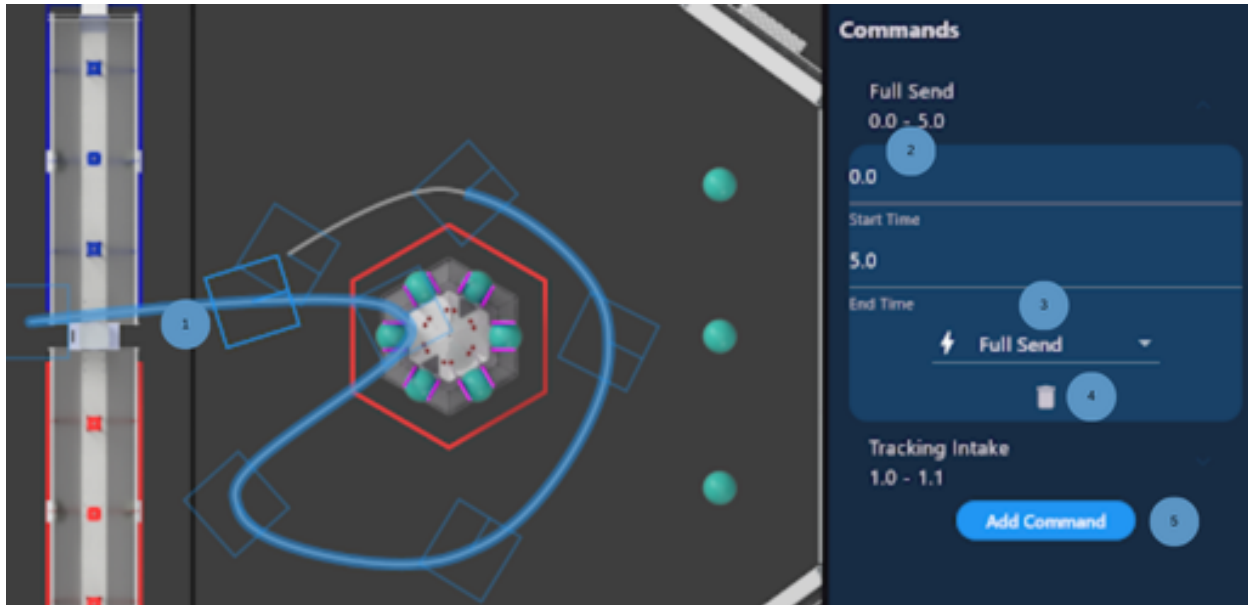 Commands
Full Send
0.0 - 5.0
2
0.0
Start Time
5.0
End Time
3
Full Send
4
Tracking Intake
1.0 - 1.1
Add Command
5
1